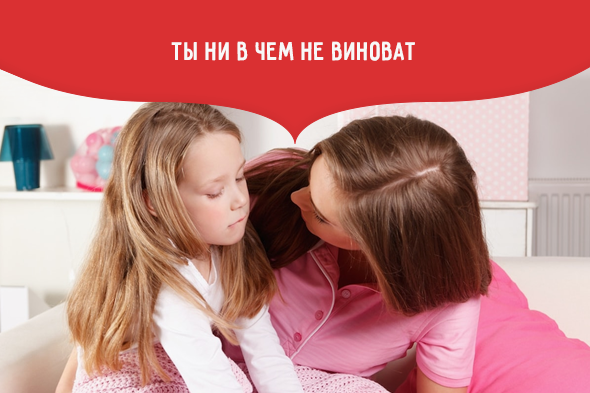 ТЫ НИ В ЧЕМ НЕ ВИНОВАТ